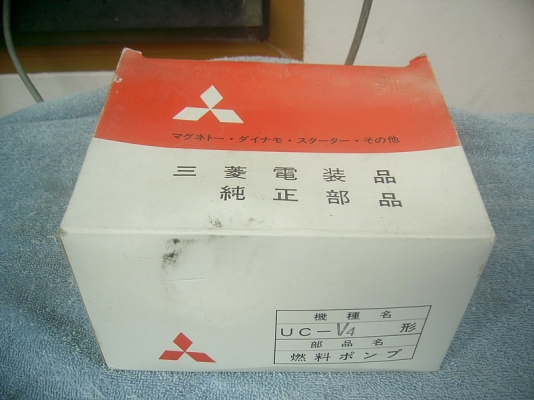 マグネトー・ダイナモ・スターター・その他
三菱電装品
純正部品
機種名
UC-V4 形
部品名
燃料ポンプ